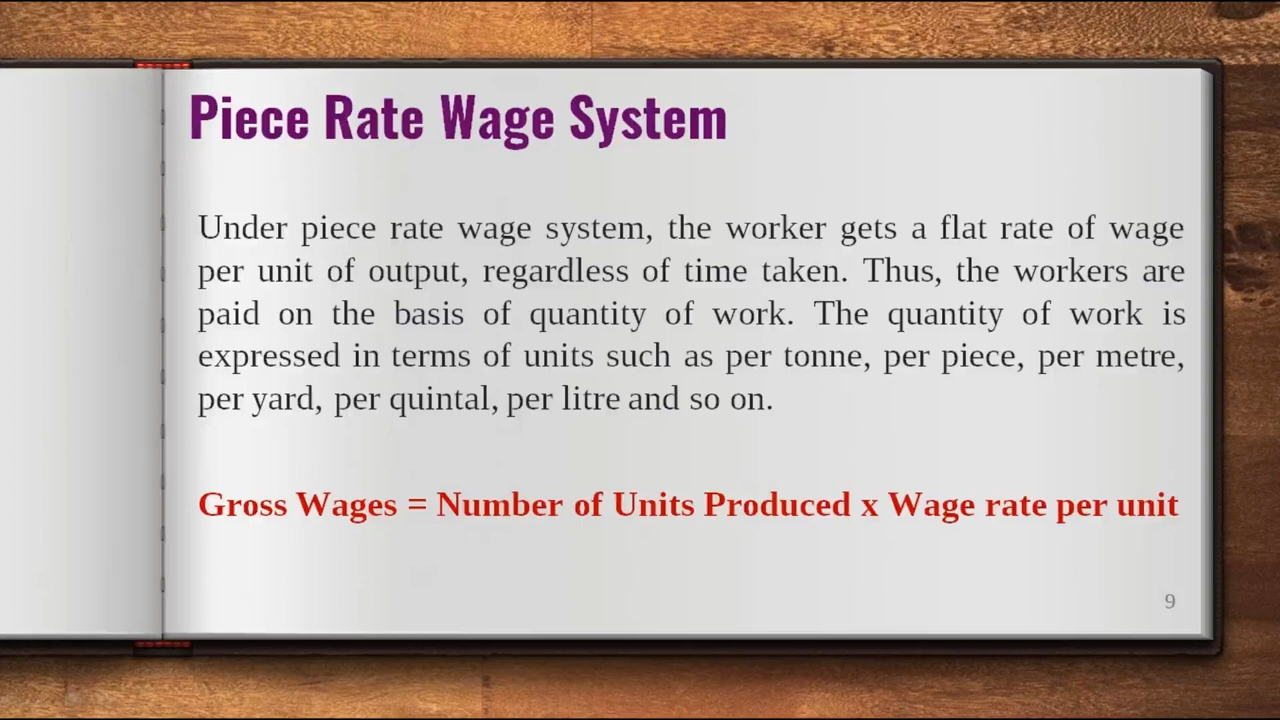 Piece Rate Wage System
Under piece rate wage system, the worker gets a flat rate of wage
per unit of output, regardless of time taken. Thus, the workers are
paid on the basis of quantity of work. The quantity of work is
expressed in terms of units such as per tonne, per piece, per metre,
per yard, per quintal, per litre and so on.
Gross Wages = Number of Units Produced x Wage rate per unit
9